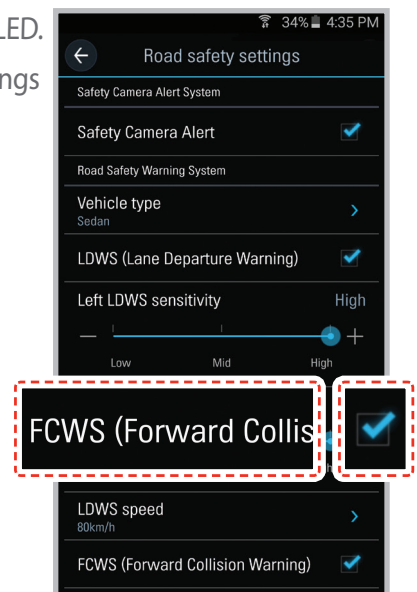 LED.
ngs
34% 4:35 PM
Road safety settings
Safety Camera Alert System
Safety Camera Alert
Road Safety Warning System
Vehicle type
Sedan
LDWS (Lane Departure Warning)
Left LDWS sensitivity High
Low Mid High
FCWS (Forward Collis
LDWS speed
80km/h
FCWS (Forward Collision Warning)